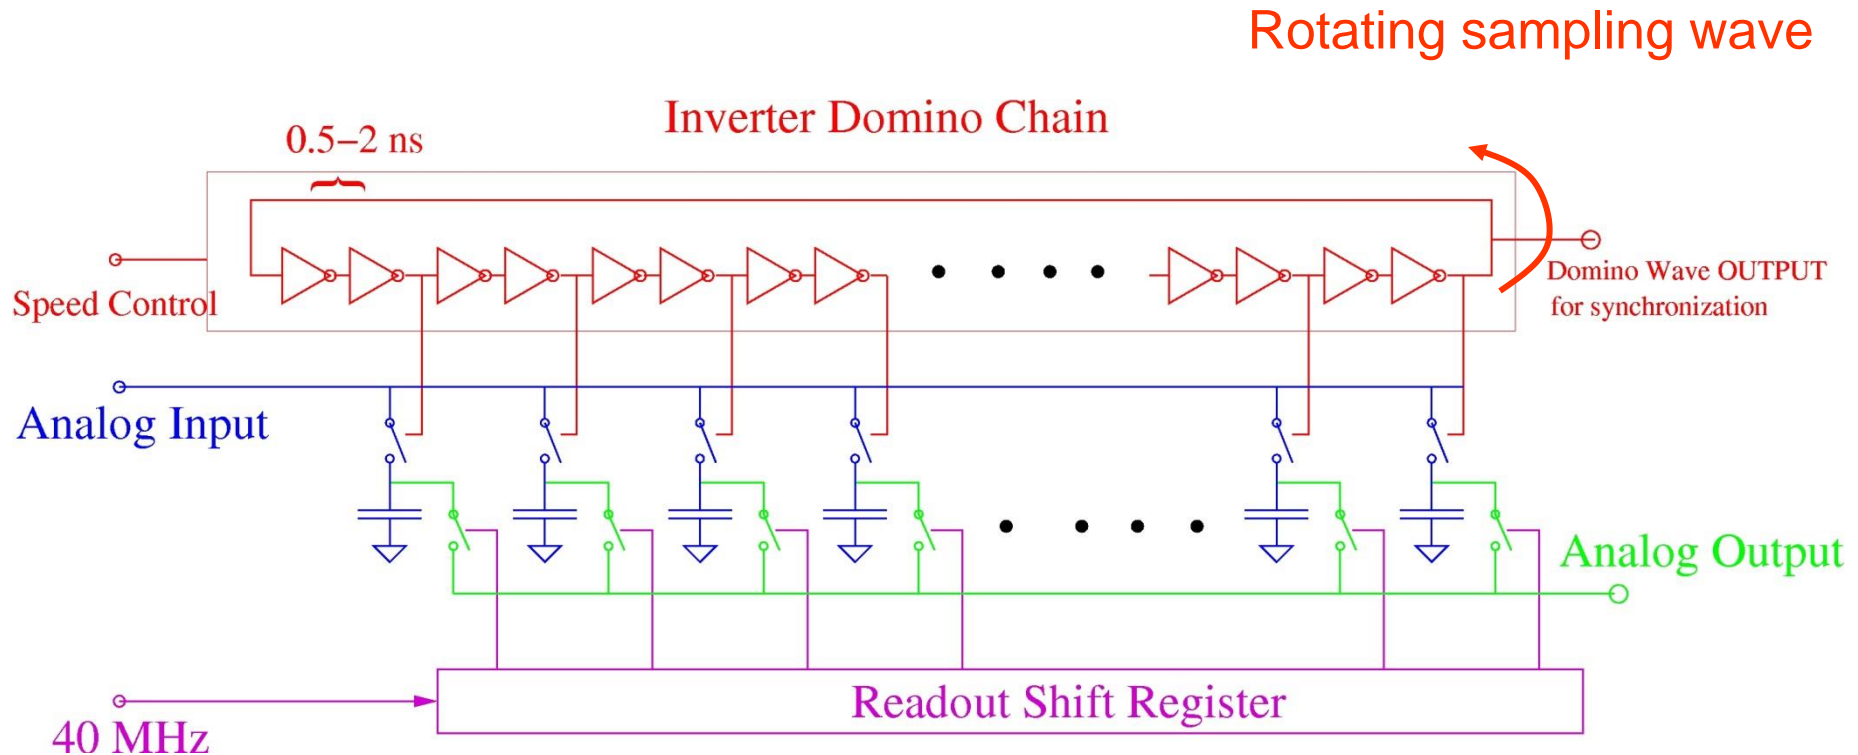 Rotating sampling wave
Inverter Domino Chain
0.5–2 ns
Speed Control
Domino Wave OUTPUT
for synchronization
Analog Input
Analog Output
Readout Shift Register
40 MHz